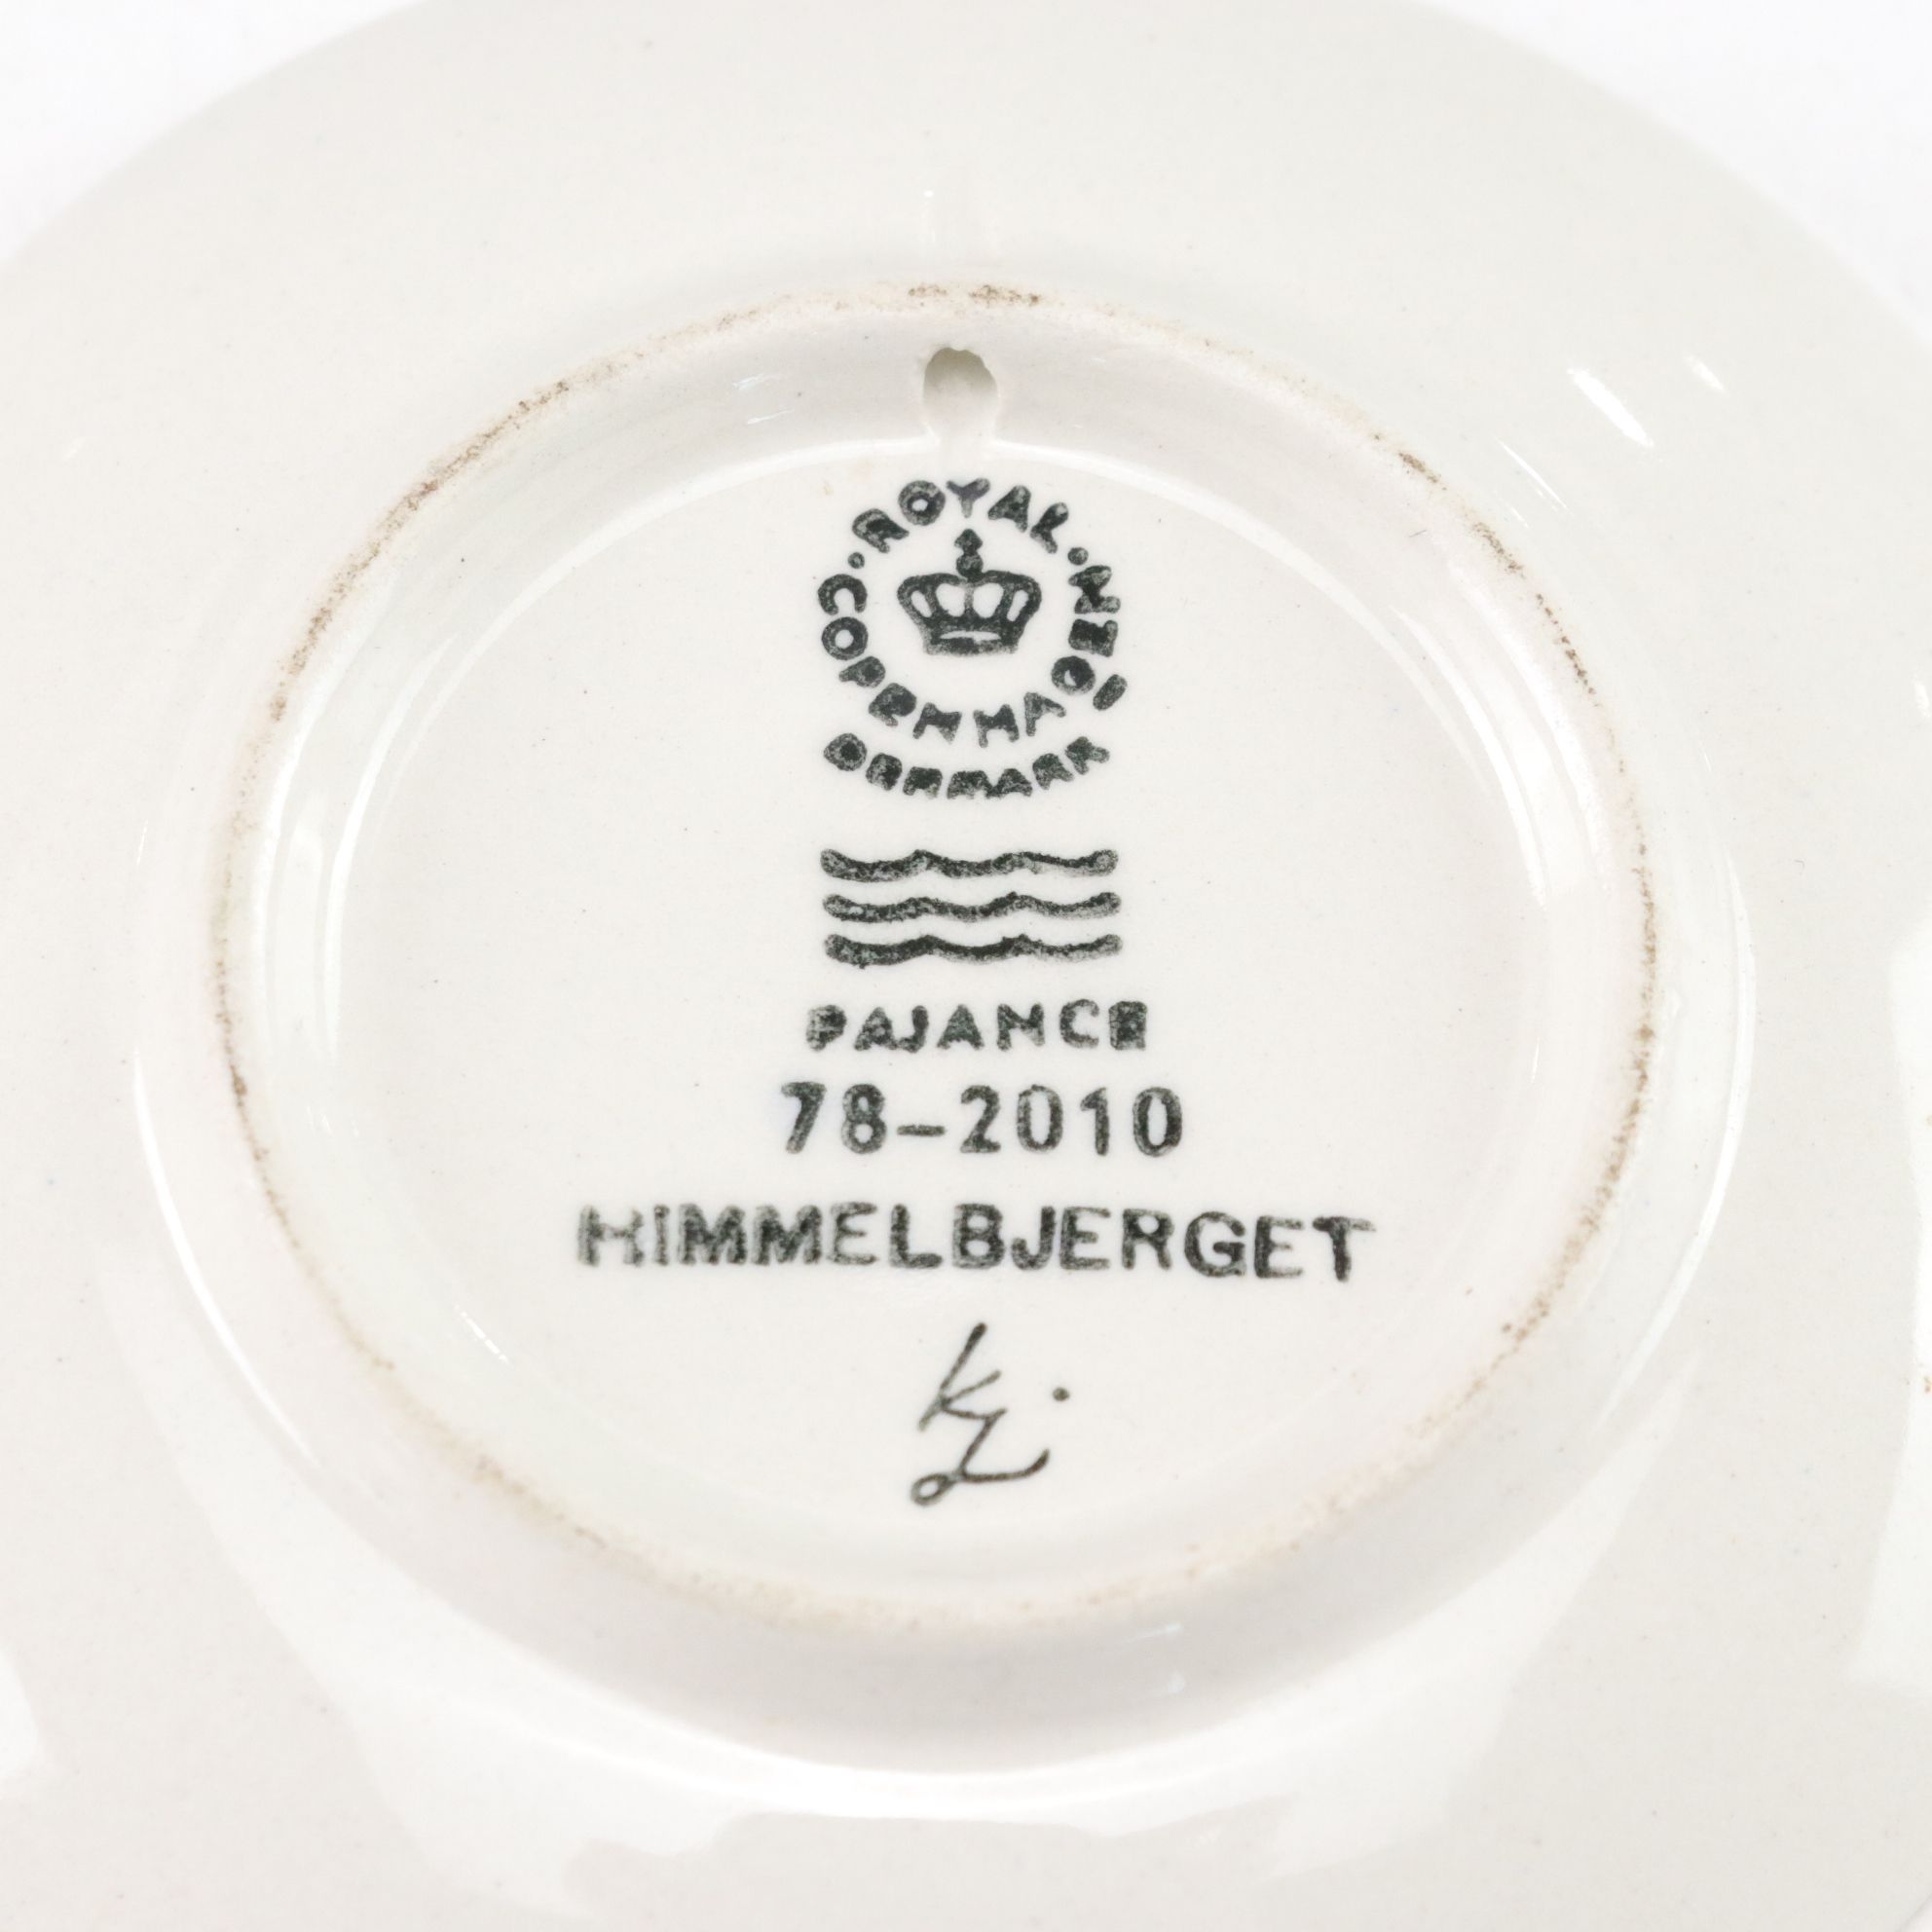 ROYAL
COPENHAGEN
DENMARK
FAJANCE
78-2010
HIMMELBJERGET